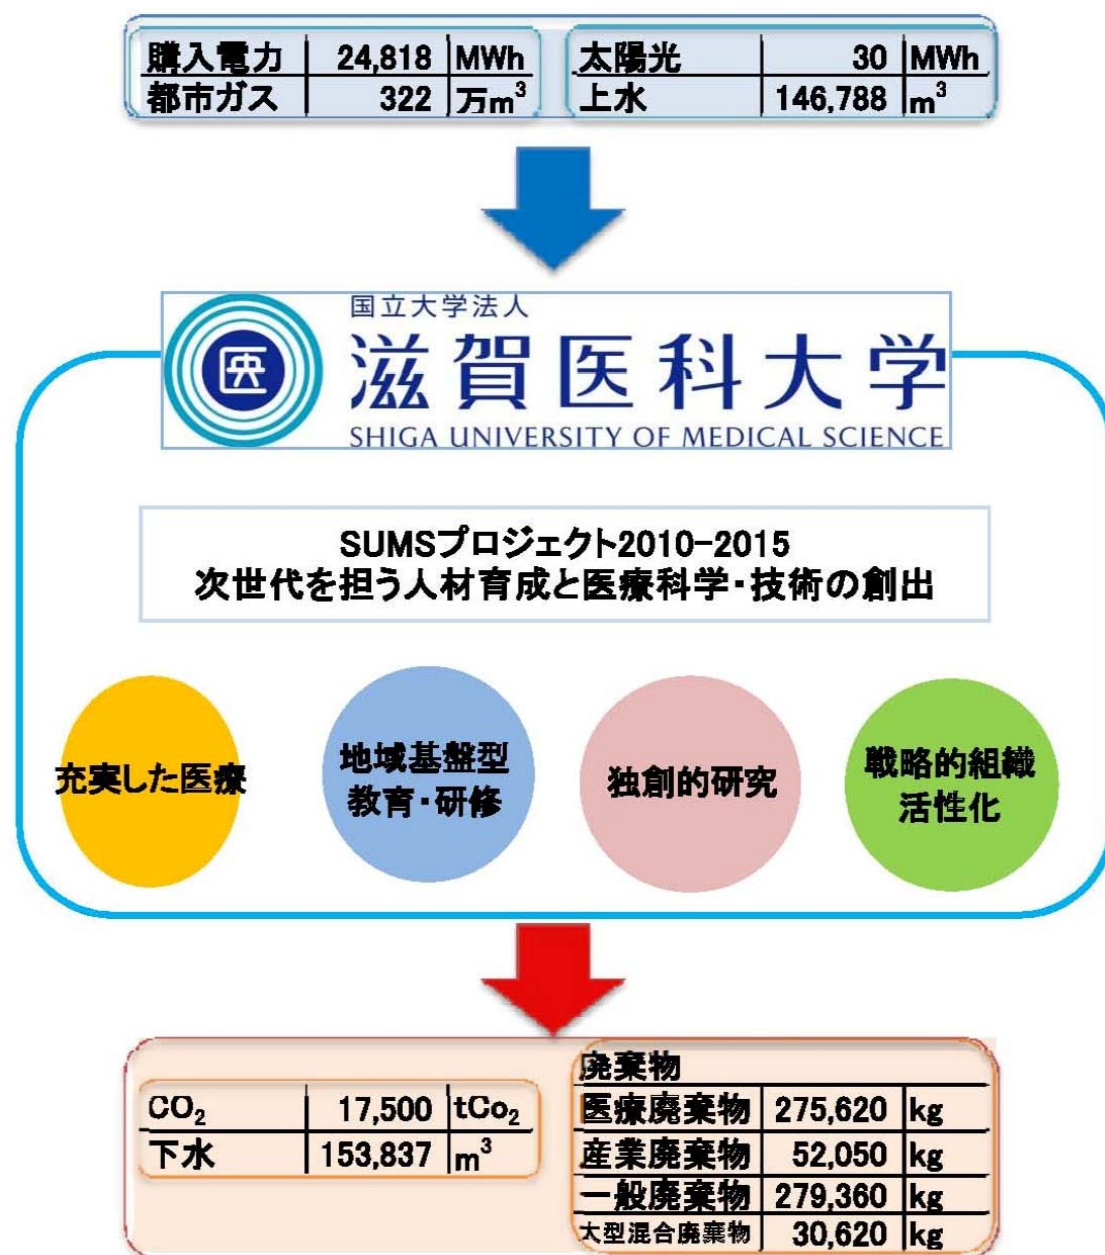 購入電力 24,818 MWh
都市ガス 322 万m³
太陽光 30 MWh
上水 146,788 m³
国立大学法人
滋賀医科大学
SHIGA UNIVERSITY OF MEDICAL SCIENCE
SUMSプロジェクト2010-2015
次世代を担う人材育成と医療科学・技術の創出
充実した医療
地域基盤型
教育・研修
独創的研究
戦略的組織
活性化
CO₂ 17,500 tCo₂
下水 153,837 m³
廃棄物
医療廃棄物 275,620 kg
産業廃棄物 52,050 kg
一般廃棄物 279,360 kg
大型混合廃棄物 30,620 kg